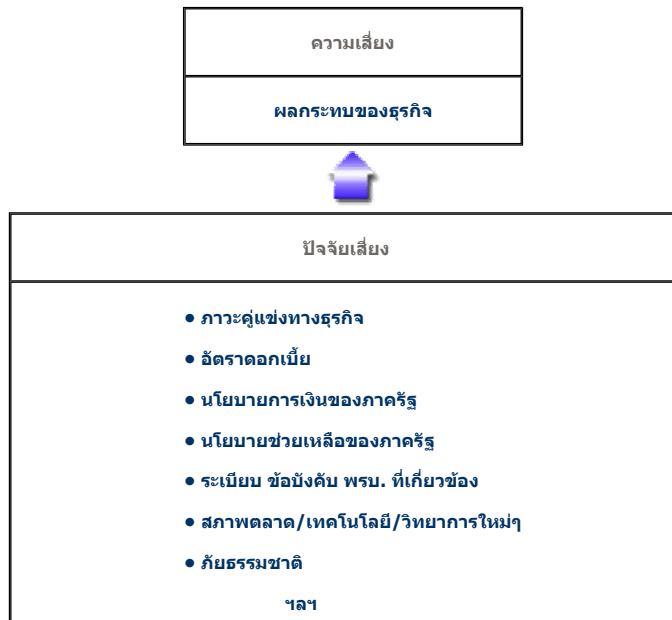 ความเสี่ยง
ผลกระทบของธุรกิจ
ปัจจัยเสี่ยง
• ภาวะคู่แข่งทางธุรกิจ
• อัตราดอกเบี้ย
• นโยบายการเงินของภาครัฐ
• นโยบายช่วยเหลือของภาครัฐ
• ระเบียบ ข้อบังคับ พรบ. ที่เกี่ยวข้อง
• สภาพตลาด/เทคโนโลยี/วิทยาการใหม่ๆ
• ภัยธรรมชาติ
ฯลฯ